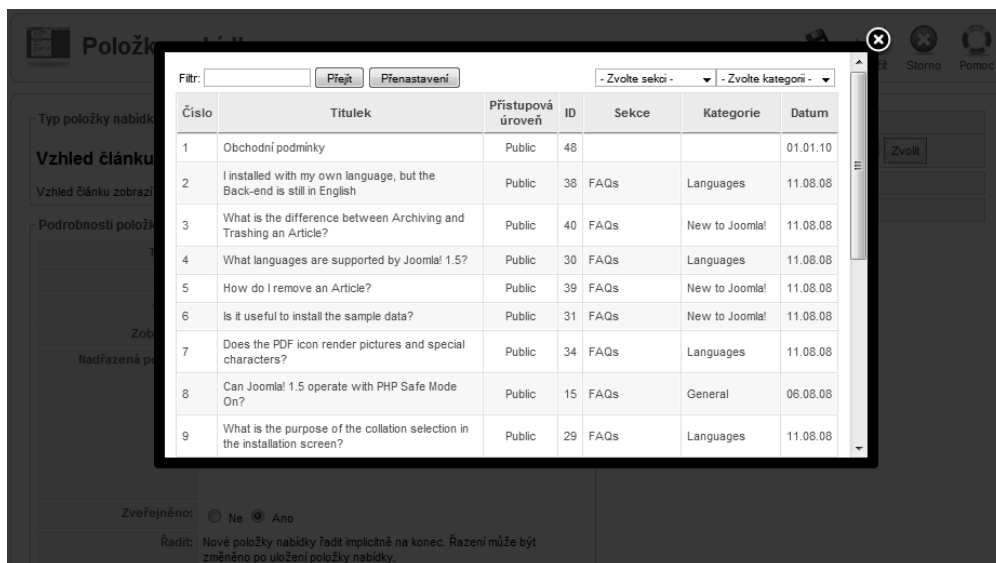 Položk
žít Storno Pomoc
Typ položky nabídk
Vzhled článku
Vzhled článku zobrazí
Podrobnosti polož
T
Zob
Nadřazená po
Zvolit
Filtr: Přejít Přenastavení - Zvolte sekci - - Zvolte kategorii -
Číslo Titulek Přístupová úroveň ID Sekce Kategorie Datum
1 Obchodní podmínky Public 48 01.01.10
2 I installed with my own language, but the
Back-end is still in English Public 38 FAQs Languages 11.08.08
3 What is the difference between Archiving and
Trashing an Article? Public 40 FAQs New to Joomla! 11.08.08
4 What languages are supported by Joomla! 1.5? Public 30 FAQs Languages 11.08.08
5 How do I remove an Article? Public 39 FAQs New to Joomla! 11.08.08
6 Is it useful to install the sample data? Public 31 FAQs New to Joomla! 11.08.08
7 Does the PDF icon render pictures and special
characters? Public 34 FAQs Languages 11.08.08
8 Can Joomla! 1.5 operate with PHP Safe Mode
On? Public 15 FAQs General 06.08.08
9 What is the purpose of the collation selection in
the installation screen? Public 29 FAQs Languages 11.08.08
Zveřejněno: Ne Ano
Řadit: Nové položky nabídky řadit implicitně na konec. Řazení může být
změněno po uložení položky nabídky.